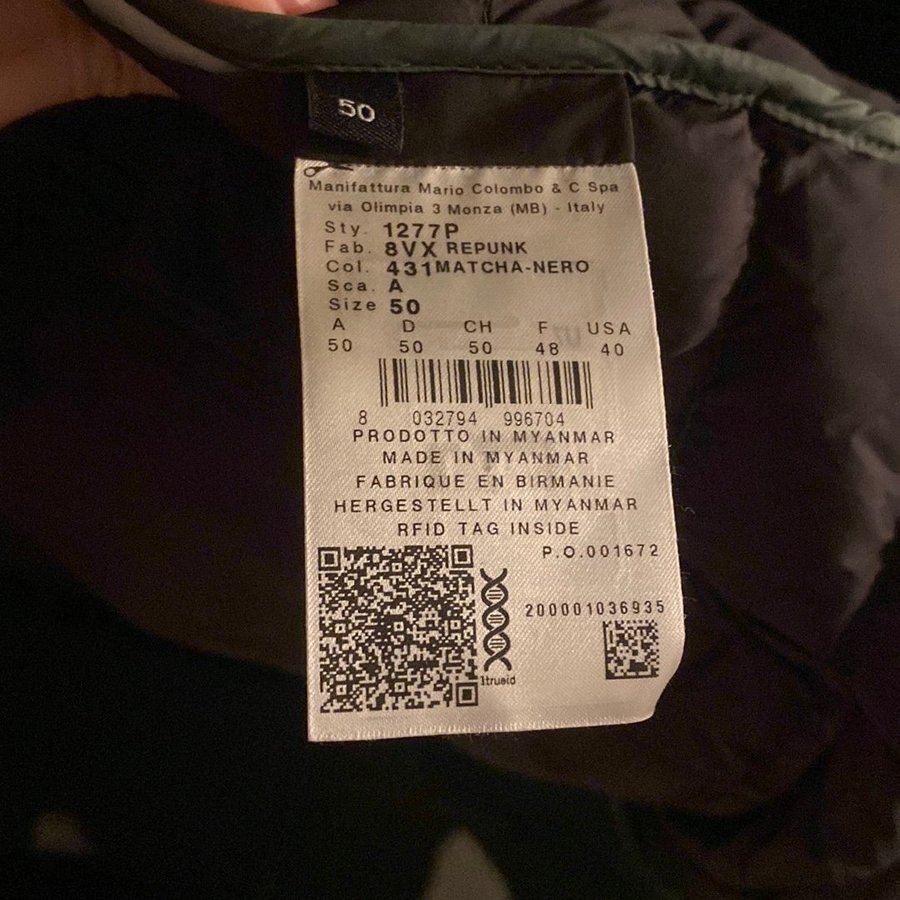 50
Manifattura Mario Colombo & C Spa
via Olimpia 3 Monza (MB) - Italy
Sty. 1277P
Fab. 8VX REPUNK
Col. 431MATCHA-NERO
Sca. A
Size 50
A D CH F USA
50 50 50 48 40
8 032794 996704
PRODOTTO IN MYANMAR
MADE IN MYANMAR
FABRIQUE EN BIRMANIE
HERGESTELLT IN MYANMAR
RFID TAG INSIDE
P.O.001672
200001036935
1trueid